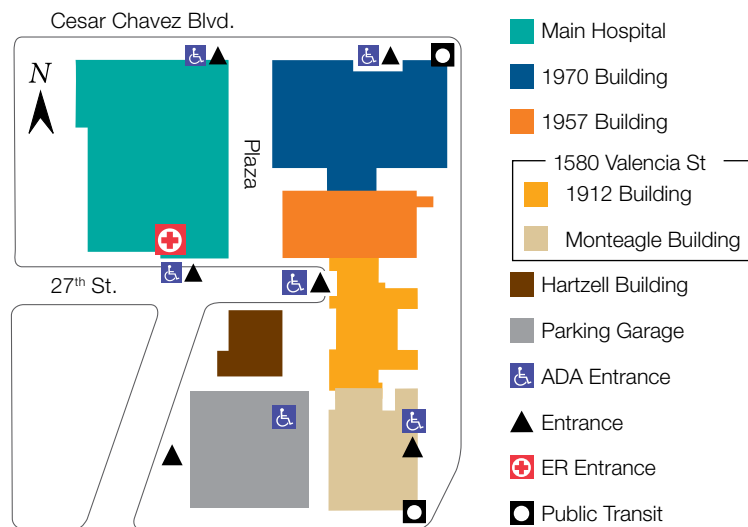 Cesar Chavez Blvd.
N
Plaza
27th St.
Main Hospital
1970 Building
1957 Building
1580 Valencia St
1912 Building
Monteagle Building
Hartzell Building
Parking Garage
ADA Entrance
Entrance
ER Entrance
Public Transit